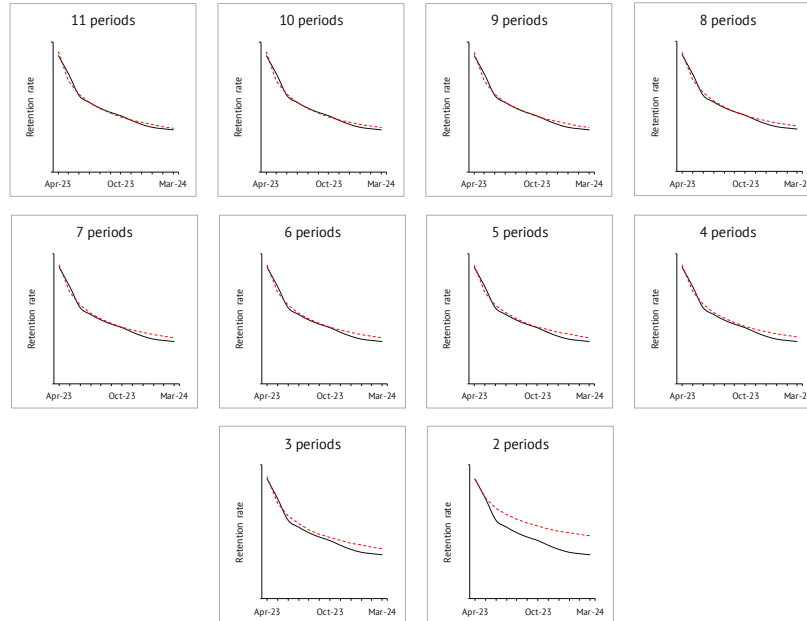 11 periods
10 periods
9 periods
8 periods
Retention rate
Retention rate
Retention rate
Retention rate
Apr-23 Oct-23 Mar-24
Apr-23 Oct-23 Mar-24
Apr-23 Oct-23 Mar-24
Apr-23 Oct-23 Mar-24
7 periods
6 periods
5 periods
4 periods
Retention rate
Retention rate
Retention rate
Retention rate
Apr-23 Oct-23 Mar-24
Apr-23 Oct-23 Mar-24
Apr-23 Oct-23 Mar-24
Apr-23 Oct-23 Mar-24
3 periods
2 periods
Retention rate
Retention rate
Apr-23 Oct-23 Mar-24
Apr-23 Oct-23 Mar-24